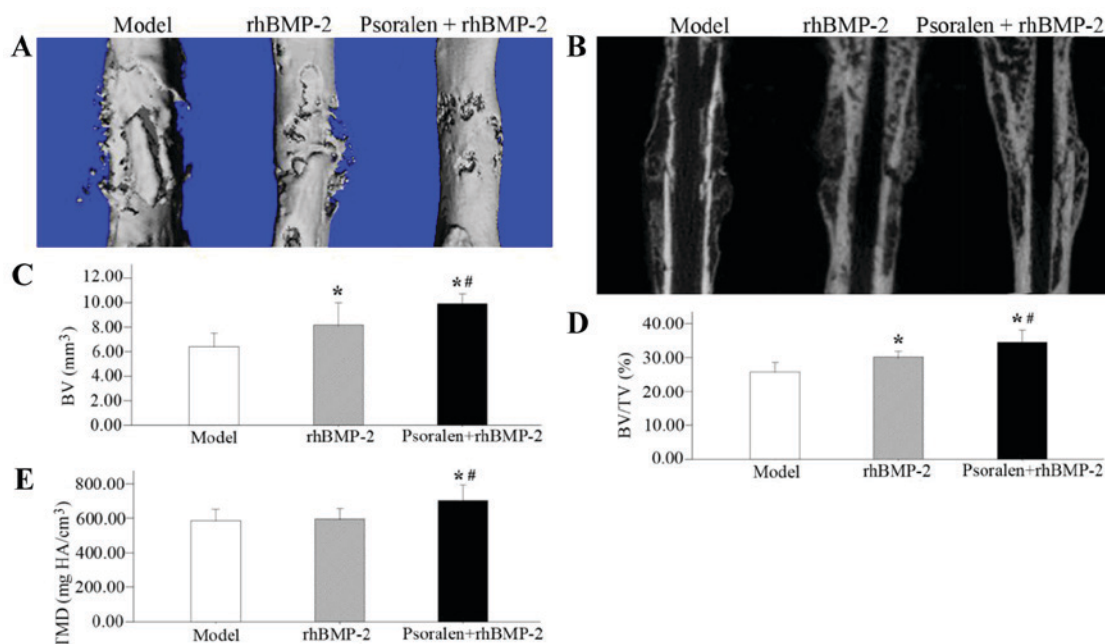 Model rhBMP-2 Psoralen + rhBMP-2
A
Model rhBMP-2 Psoralen + rhBMP-2
B
C
12.00
10.00
8.00
6.00
4.00
2.00
0.00
BV (mm³)
*
*#
Model rhBMP-2 Psoralen+rhBMP-2
D
40.00
30.00
20.00
10.00
0.00
BV/TV (%)
*
*#
Model rhBMP-2 Psoralen+rhBMP-2
E
800.00
600.00
400.00
200.00
0.00
TMD (mg HA/cm³)
*#
Model rhBMP-2 Psoralen+rhBMP-2